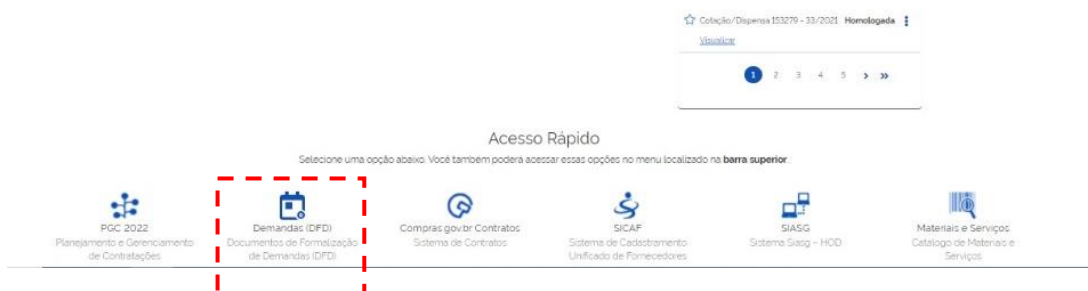 Cotação/Dispensa 153279 - 33/2021 Homologada
Visualizar
1 2 3 4 5 > >>
Acesso Rápido
Selecione uma opção abaixo. Você também poderá acessar essas opções no menu localizado na barra superior.
PGC 2022
Planejamento e Gerenciamento
de Contratações
Demandas (DFD)
Documentos de Formalização
de Demandas (DFD)
Compras.gov.br Contratos
Sistema de Contratos
SICAF
Sistema de Cadastramento
Unificado de Fornecedores
SIASG
Sistema Siasg - HOD
Materiais e Serviços
Catálogo de Materiais e
Serviços